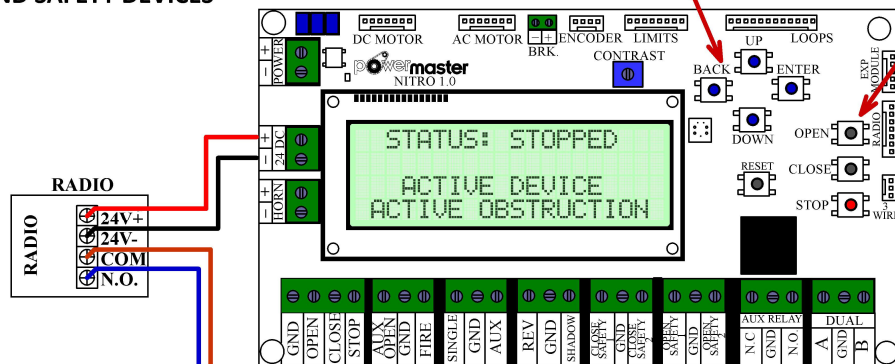 ND SAFETY DEVICES
DC MOTOR
AC MOTOR
- +
BRK.
ENCODER
LIMITS
UP
LOOPS
CONTRAST
BACK
ENTER
DOWN
EXP
MODULE
RADIO
+
-
POWER
powermaster
NITRO 1.0
STATUS: STOPPED
ACTIVE DEVICE
ACTIVE OBSTRUCTION
+
-
24 DC
+
-
HORN
OPEN
CLOSE
STOP
RESET
3
WIRE
RADIO
RADIO
24V+
24V-
COM
N.O.
GND
OPEN
CLOSE
STOP
AUX
OPEN
GND
FIRE
SINGLE
GND
AUX
REV
GND
SHADOW
CLOSE
SAFETY
1
GND
CLOSE
SAFETY
2
OPEN
SAFETY
1
GND
OPEN
SAFETY
2
AUX RELAY
N.C
GND
N.O.
DUAL
A
GND
B